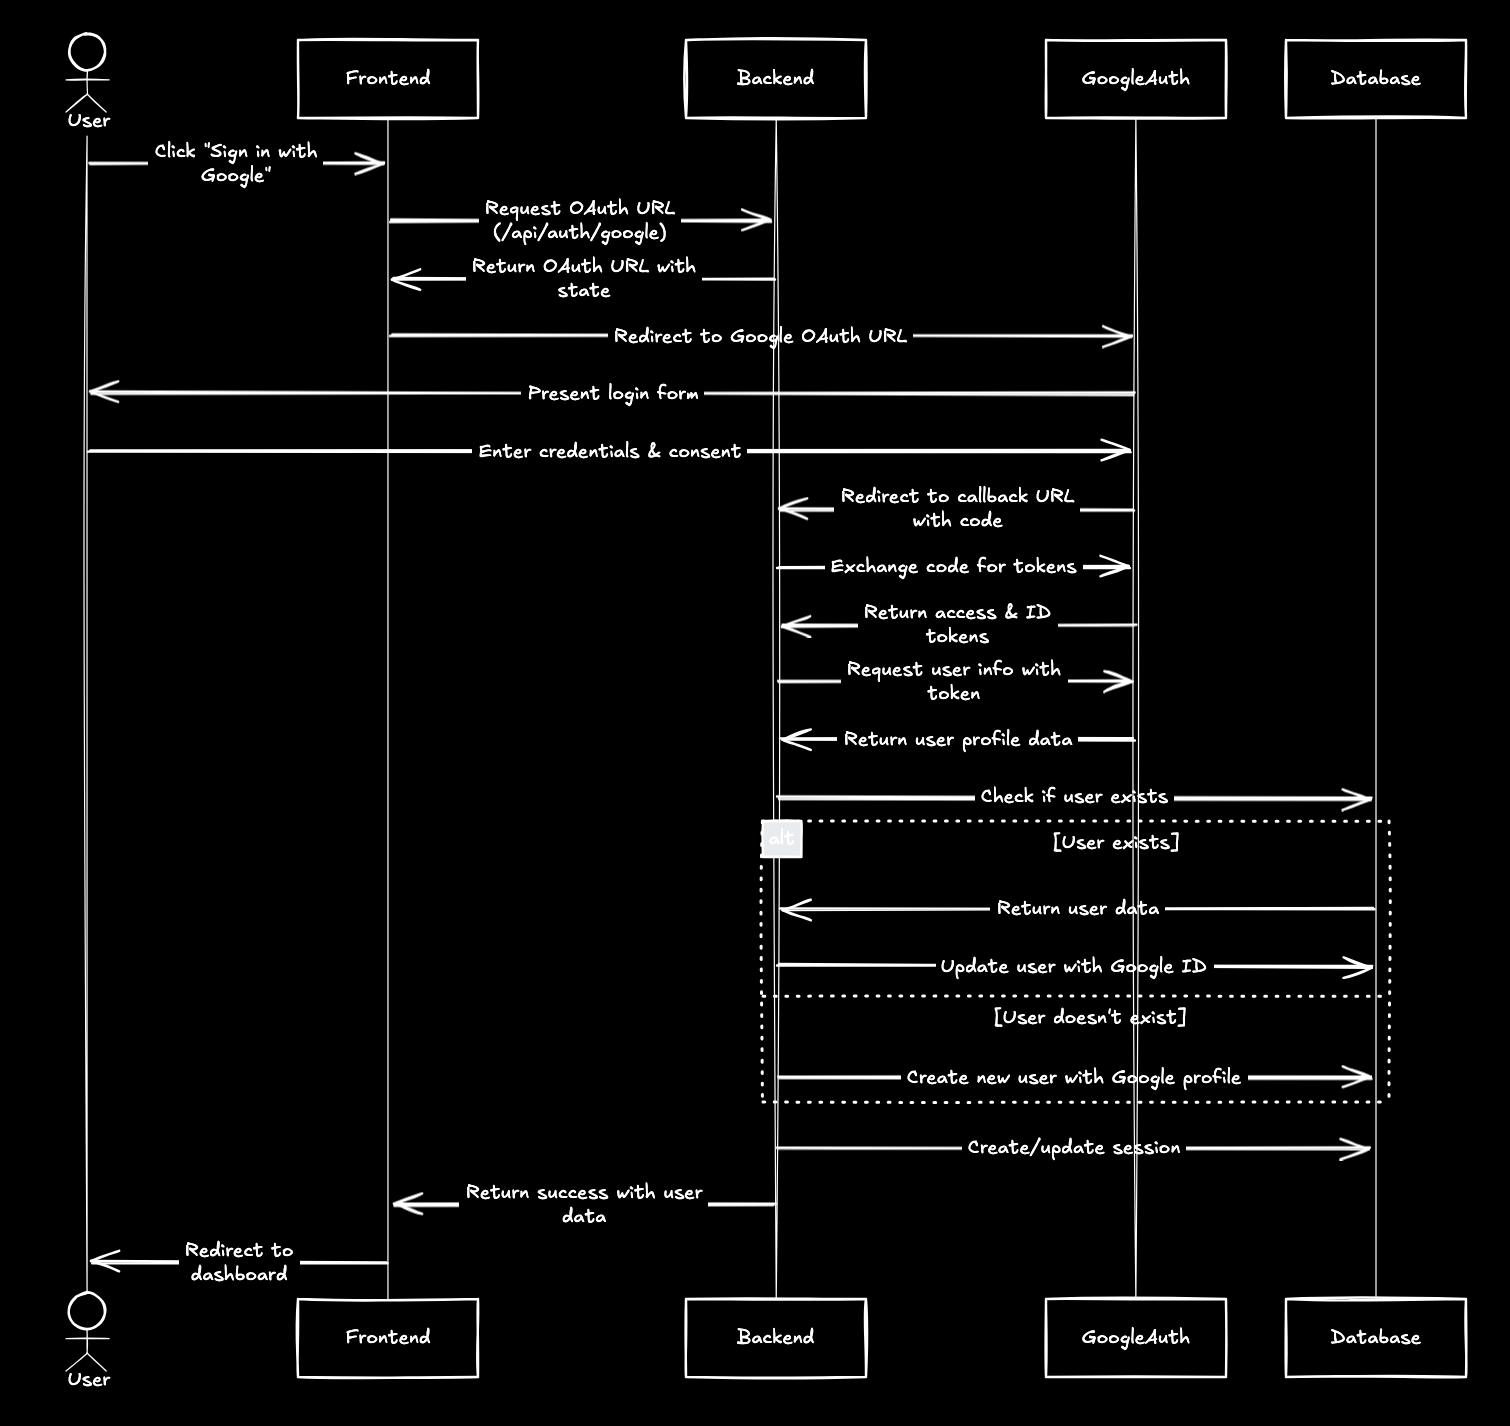 User
Frontend
Backend
GoogleAuth
Database
Click "Sign in with
Google"
Request OAuth URL
(/api/auth/google)
Return OAuth URL with
state
Redirect to Google OAuth URL
Present login form
Enter credentials & consent
Redirect to callback URL
with code
Exchange code for tokens
Return access & ID
tokens
Request user info with
token
Return user profile data
Check if user exists
alt
[User exists]
Return user data
Update user with Google ID
[User doesn't exist]
Create new user with Google profile
Create/update session
Return success with user
data
Redirect to
dashboard
User
Frontend
Backend
GoogleAuth
Database